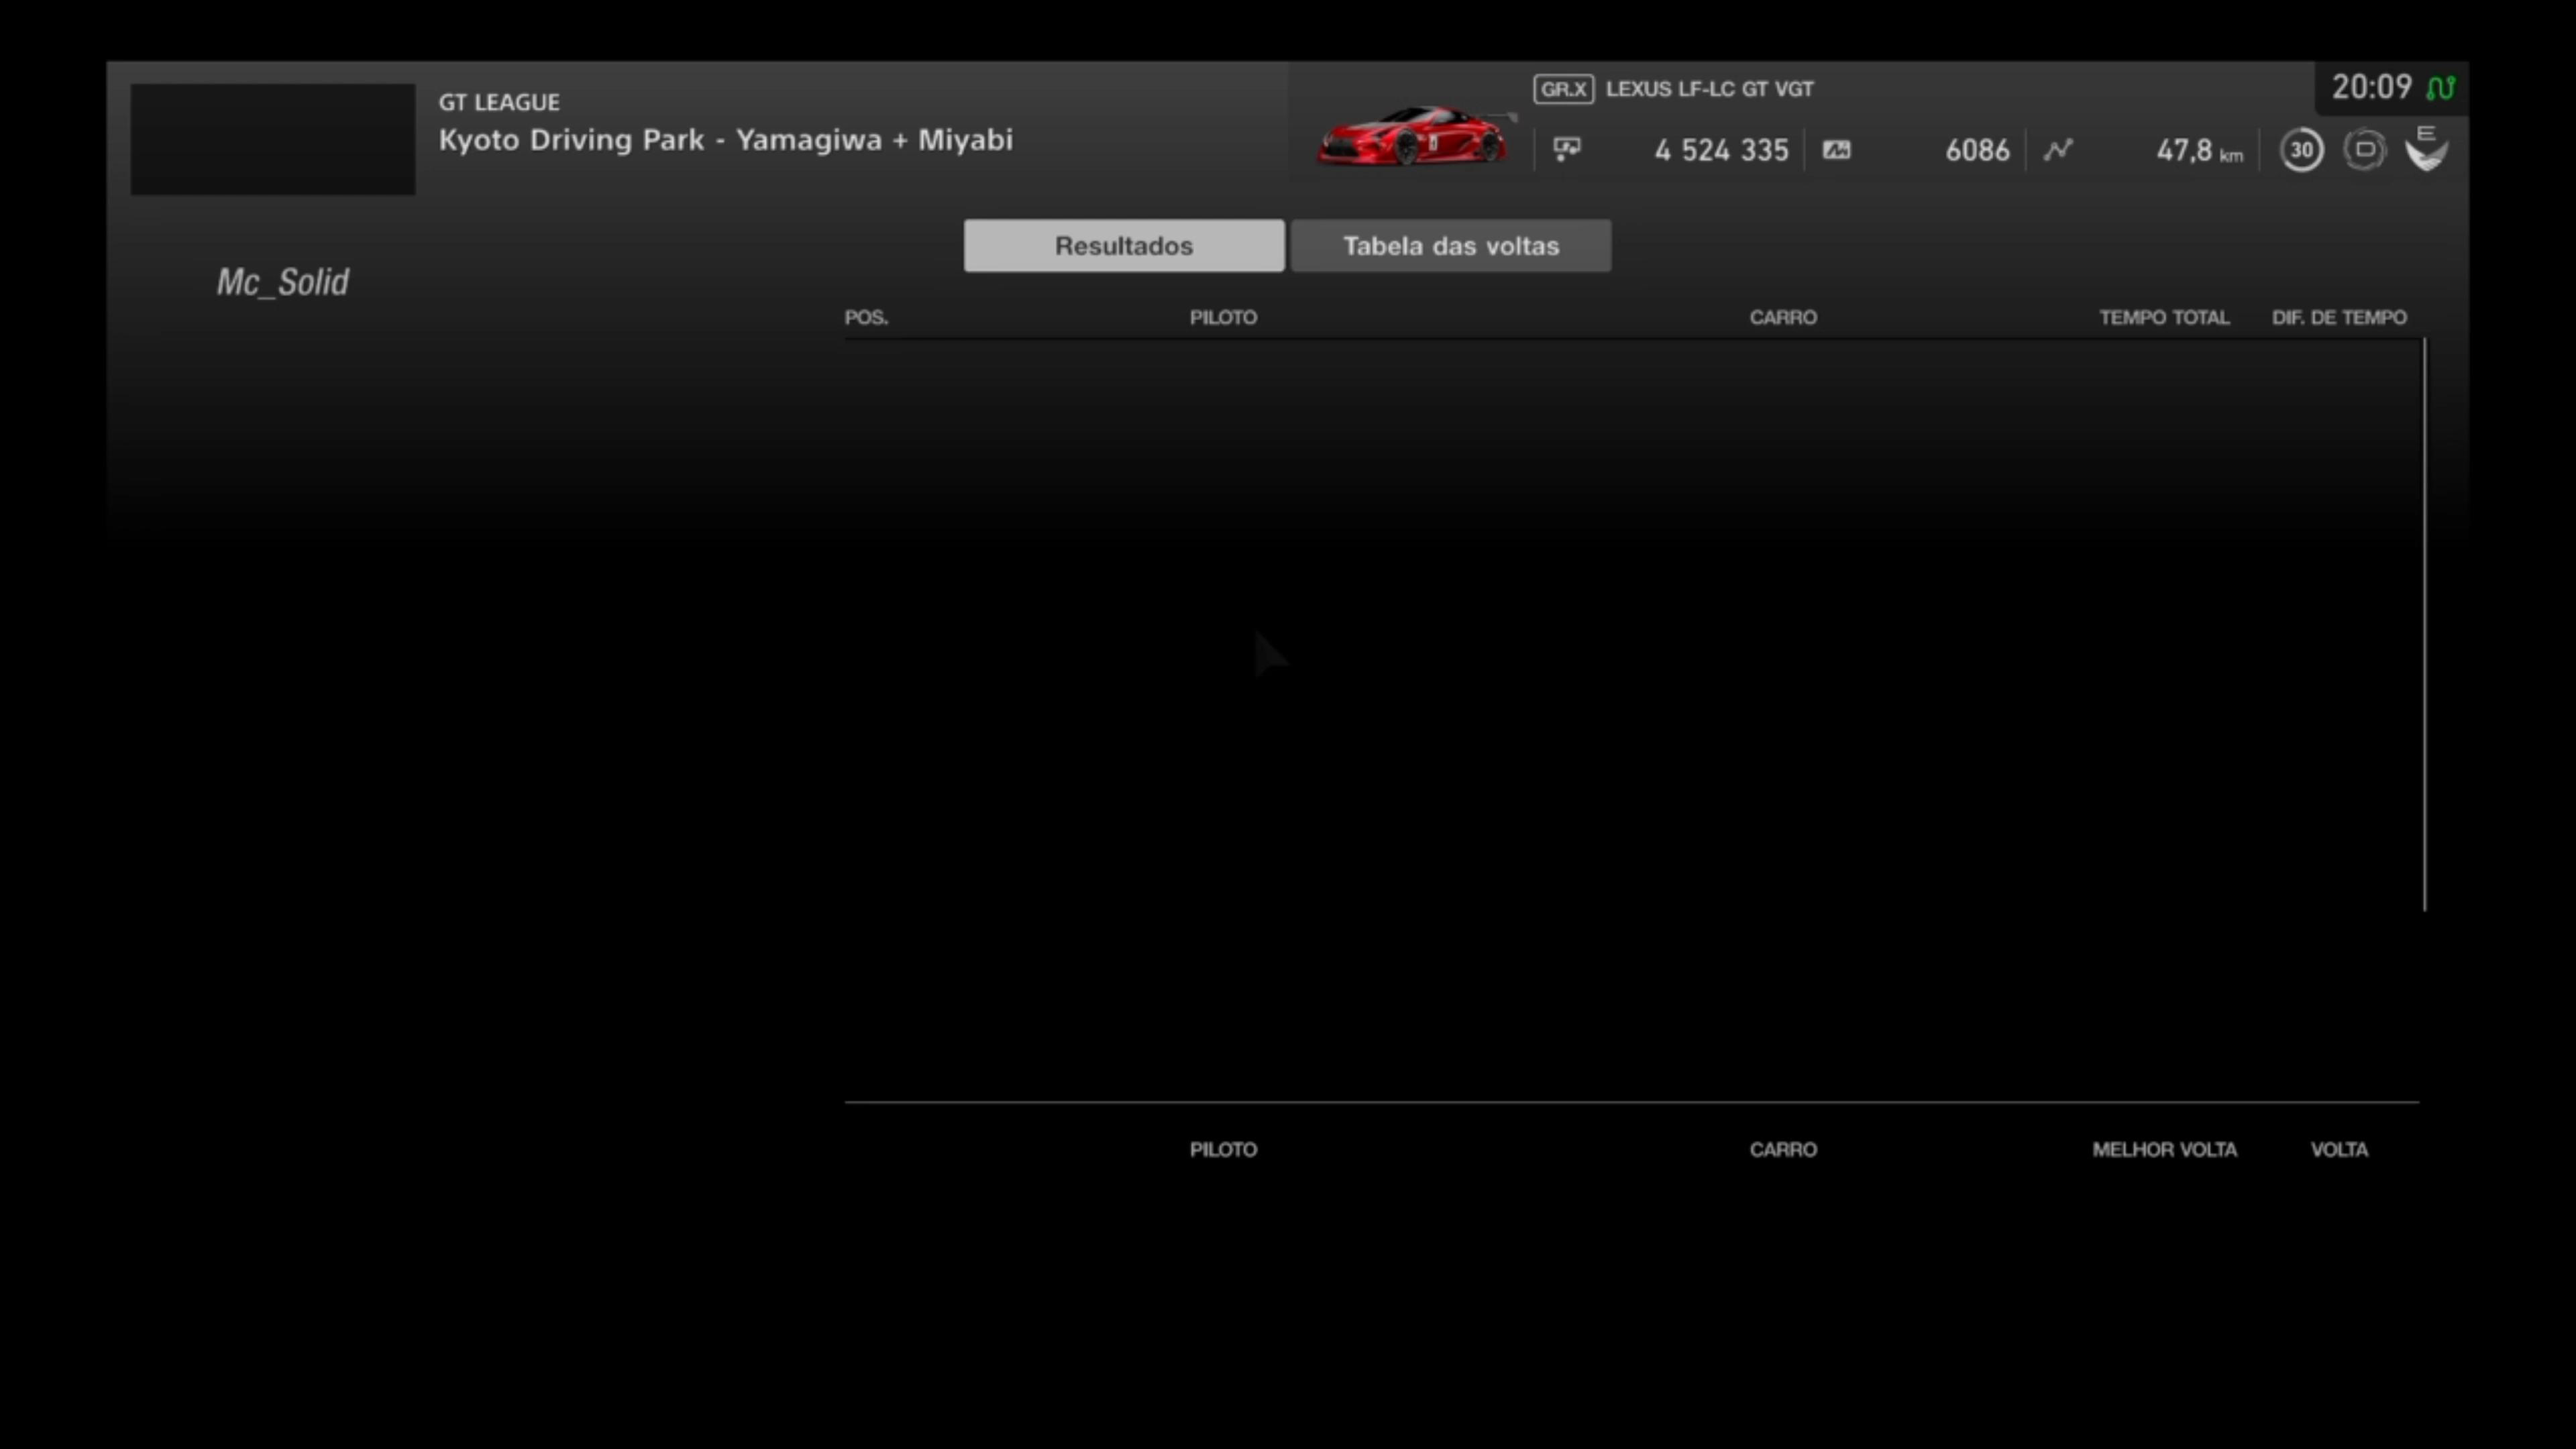 GT LEAGUE
Kyoto Driving Park - Yamagiwa + Miyabi
GR.X LEXUS LF-LC GT VGT
20:09
4 524 335 6086 47,8 km 30 D E
Resultados Tabela das voltas
Mc_Solid
POS. PILOTO CARRO TEMPO TOTAL DIF. DE TEMPO
PILOTO CARRO MELHOR VOLTA VOLTA